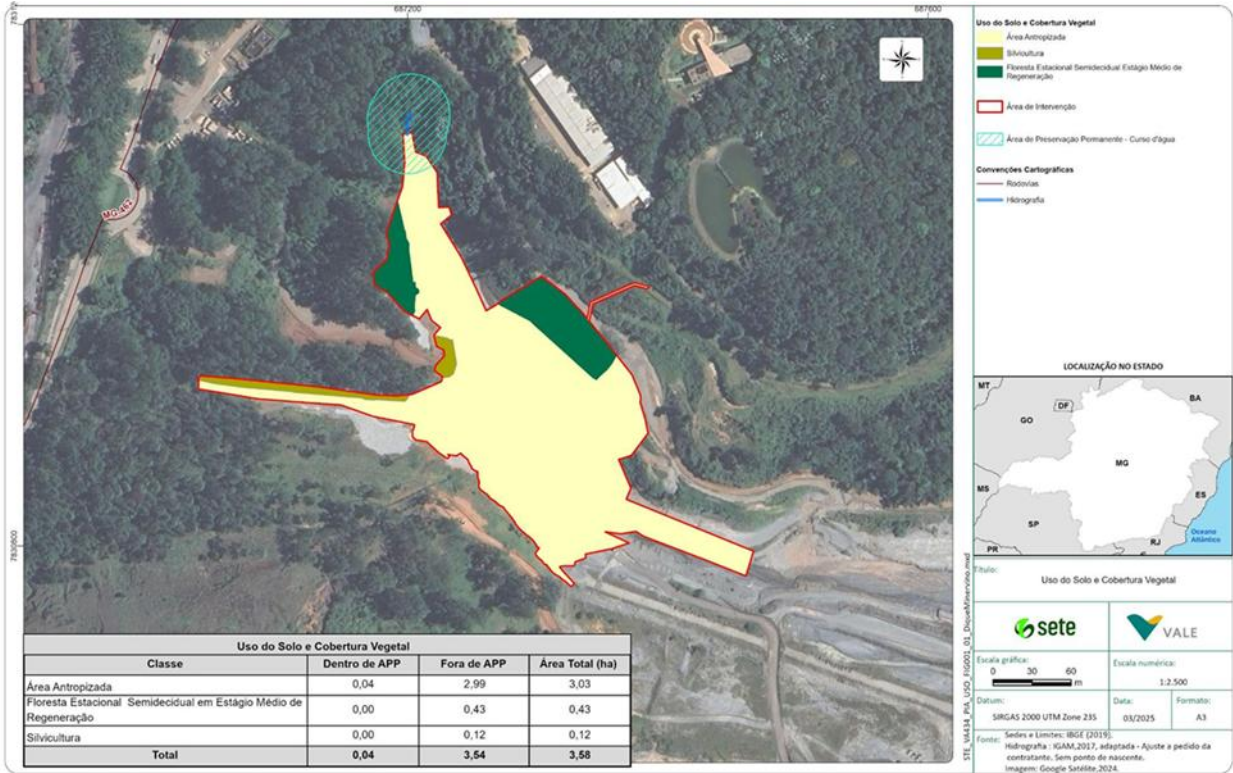 687200
687600
78372
7830800
MG-482
Uso do Solo e Cobertura Vegetal
Área Antropizada
Silvicultura
Floresta Estacional Semidecidual Estágio Médio de
Regeneração
Área de Intervenção
Área de Preservação Permanente - Curso d'água
Convenções Cartográficas
Rodovias
Hidrografia
LOCALIZAÇÃO NO ESTADO
MT
DF
BA
GO
MG
MS
ES
SP
RJ
PR
Oceano
Atlântico
Título:
Uso do Solo e Cobertura Vegetal
sete
VALE
Escala gráfica:
0 30 60
m
Escala numérica:
1:2.500
Datum:
SIRGAS 2000 UTM Zone 23S
Data:
03/2025
Formato:
A3
Fonte:
Sedes e Limites: IBGE (2019).
Hidrografia : IGAM,2017, adaptada - Ajuste a pedido da
contratante. Sem ponto de nascente.
Imagem: Google Satélite,2024.
STE_VA434_PIA_USO_FIG001_01_DiqueMinervino.mxd
Uso do Solo e Cobertura Vegetal
Classe Dentro de APP Fora de APP Área Total (ha)
Área Antropizada 0,04 2,99 3,03
Floresta Estacional Semidecidual em Estágio Médio de
Regeneração 0,00 0,43 0,43
Silvicultura 0,00 0,12 0,12
Total 0,04 3,54 3,58